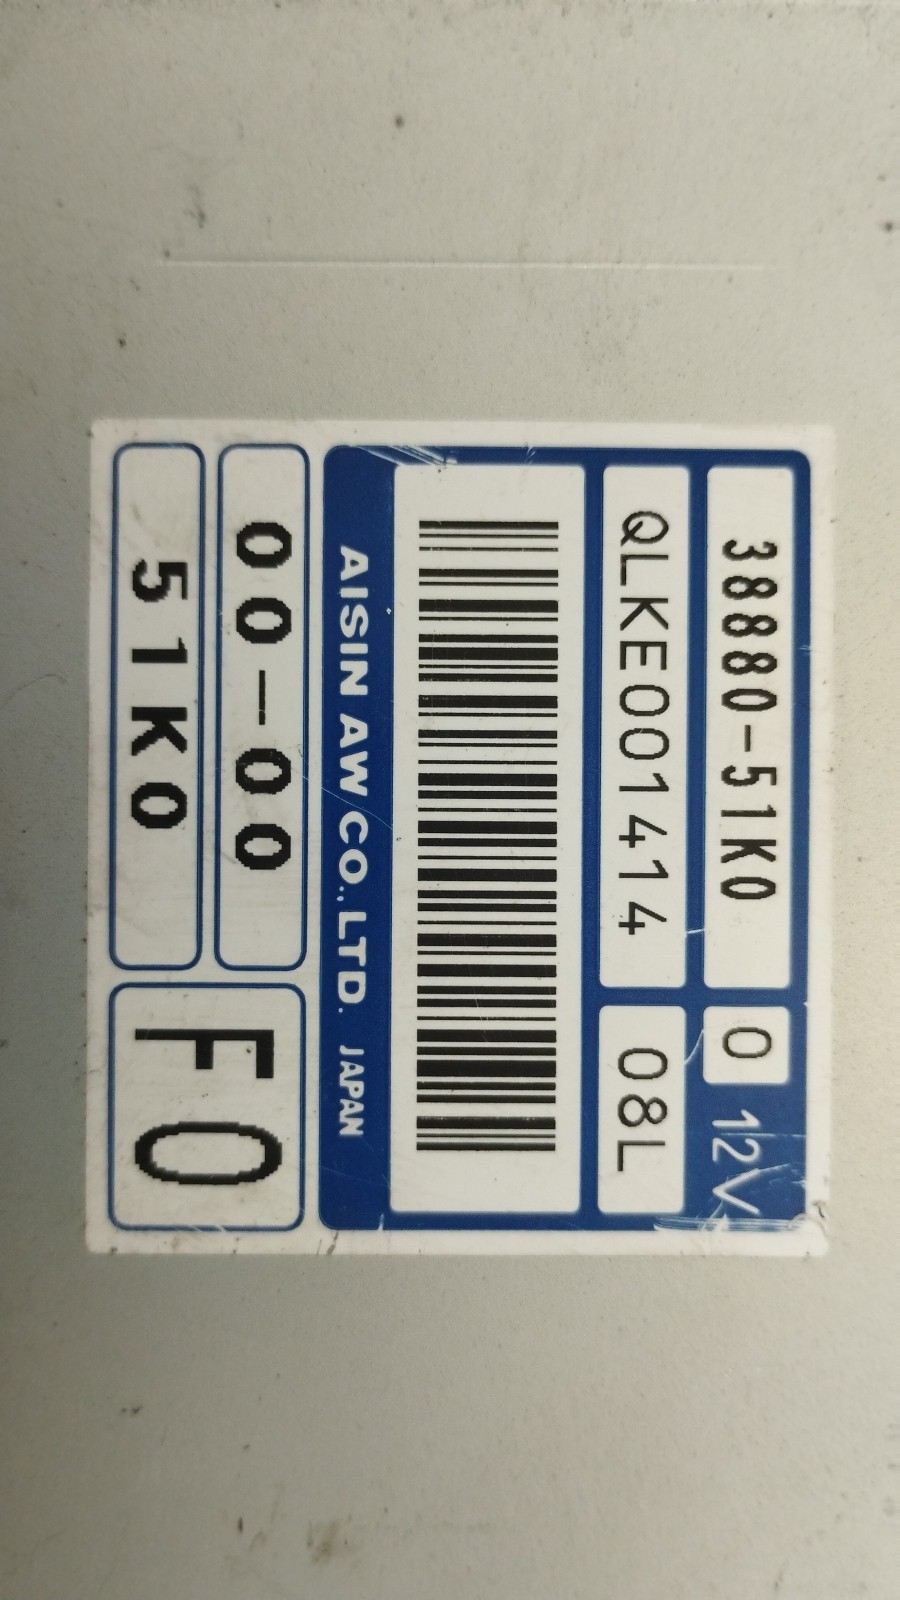 38880-51K0 0 12V
QLKE001414 08L
AISIN AW CO., LTD. JAPAN
00-00
51K0
F0